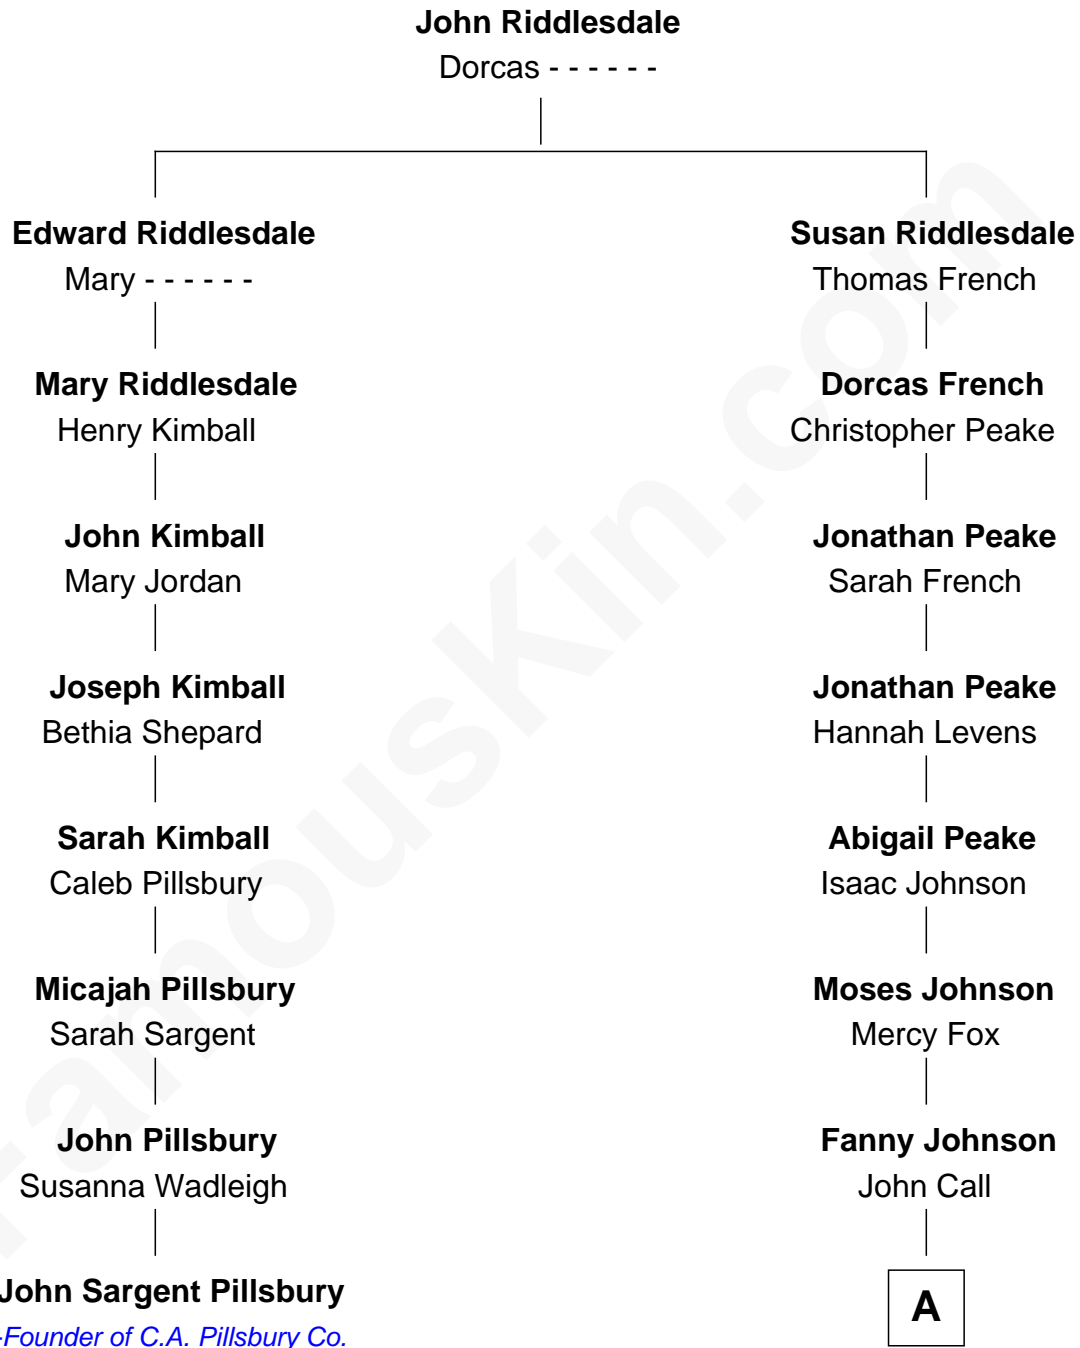 John Riddlesdale
Dorcas - - - - - -
Edward Riddlesdale
Mary - - - - - -
Susan Riddlesdale
Thomas French
Mary Riddlesdale
Henry Kimball
Dorcas French
Christopher Peake
John Kimball
Mary Jordan
Jonathan Peake
Sarah French
Joseph Kimball
Bethia Shepard
Jonathan Peake
Hannah Levens
Sarah Kimball
Caleb Pillsbury
Abigail Peake
Isaac Johnson
Micajah Pillsbury
Sarah Sargent
Moses Johnson
Mercy Fox
John Pillsbury
Susanna Wadleigh
Fanny Johnson
John Call
John Sargent Pillsbury
-Founder of C.A. Pillsbury Co.
A
FamousKin.com